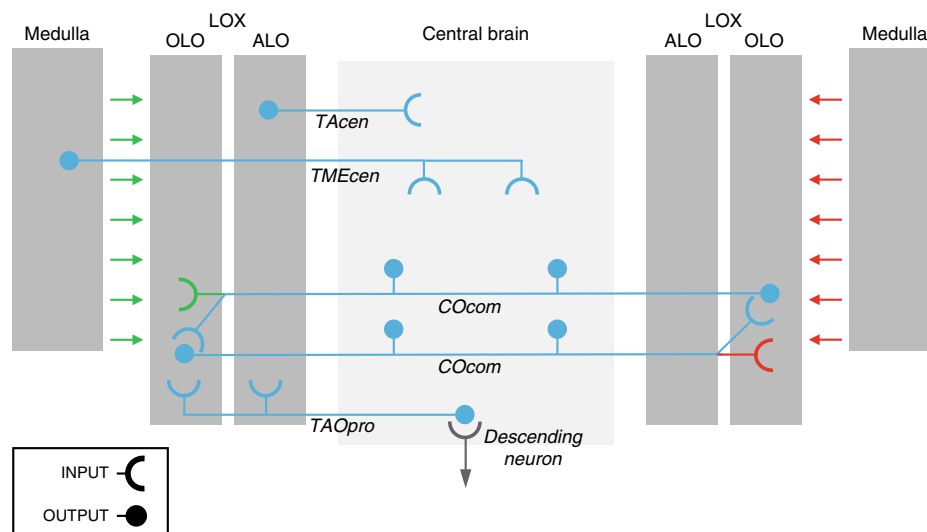 LOX
LOX
Medulla
OLO
ALO
Central brain
ALO
OLO
Medulla
TAcen
TMEcen
COcom
COcom
TAOpro
Descending
neuron
INPUT
OUTPUT